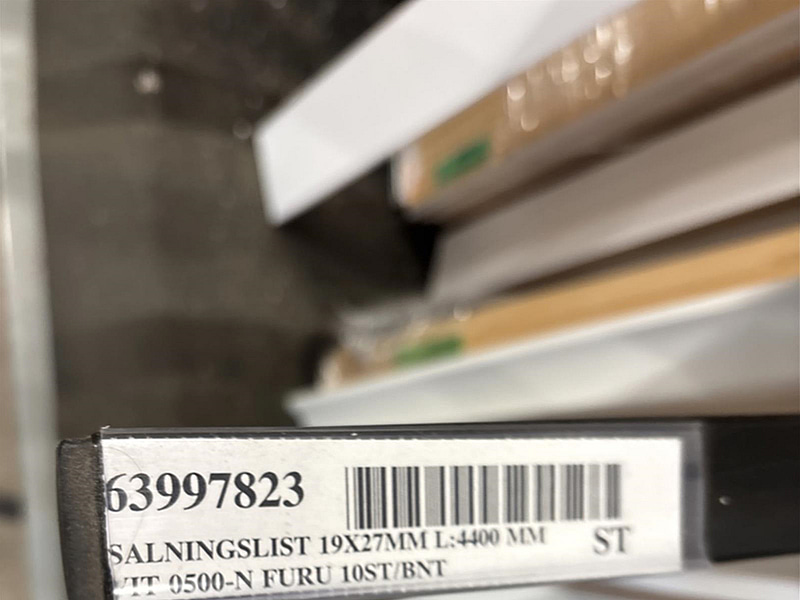 63997823
SALNINGSLIST 19X27MM L:4400 MM ST
VIT 0500-N FURU 10ST/BNT